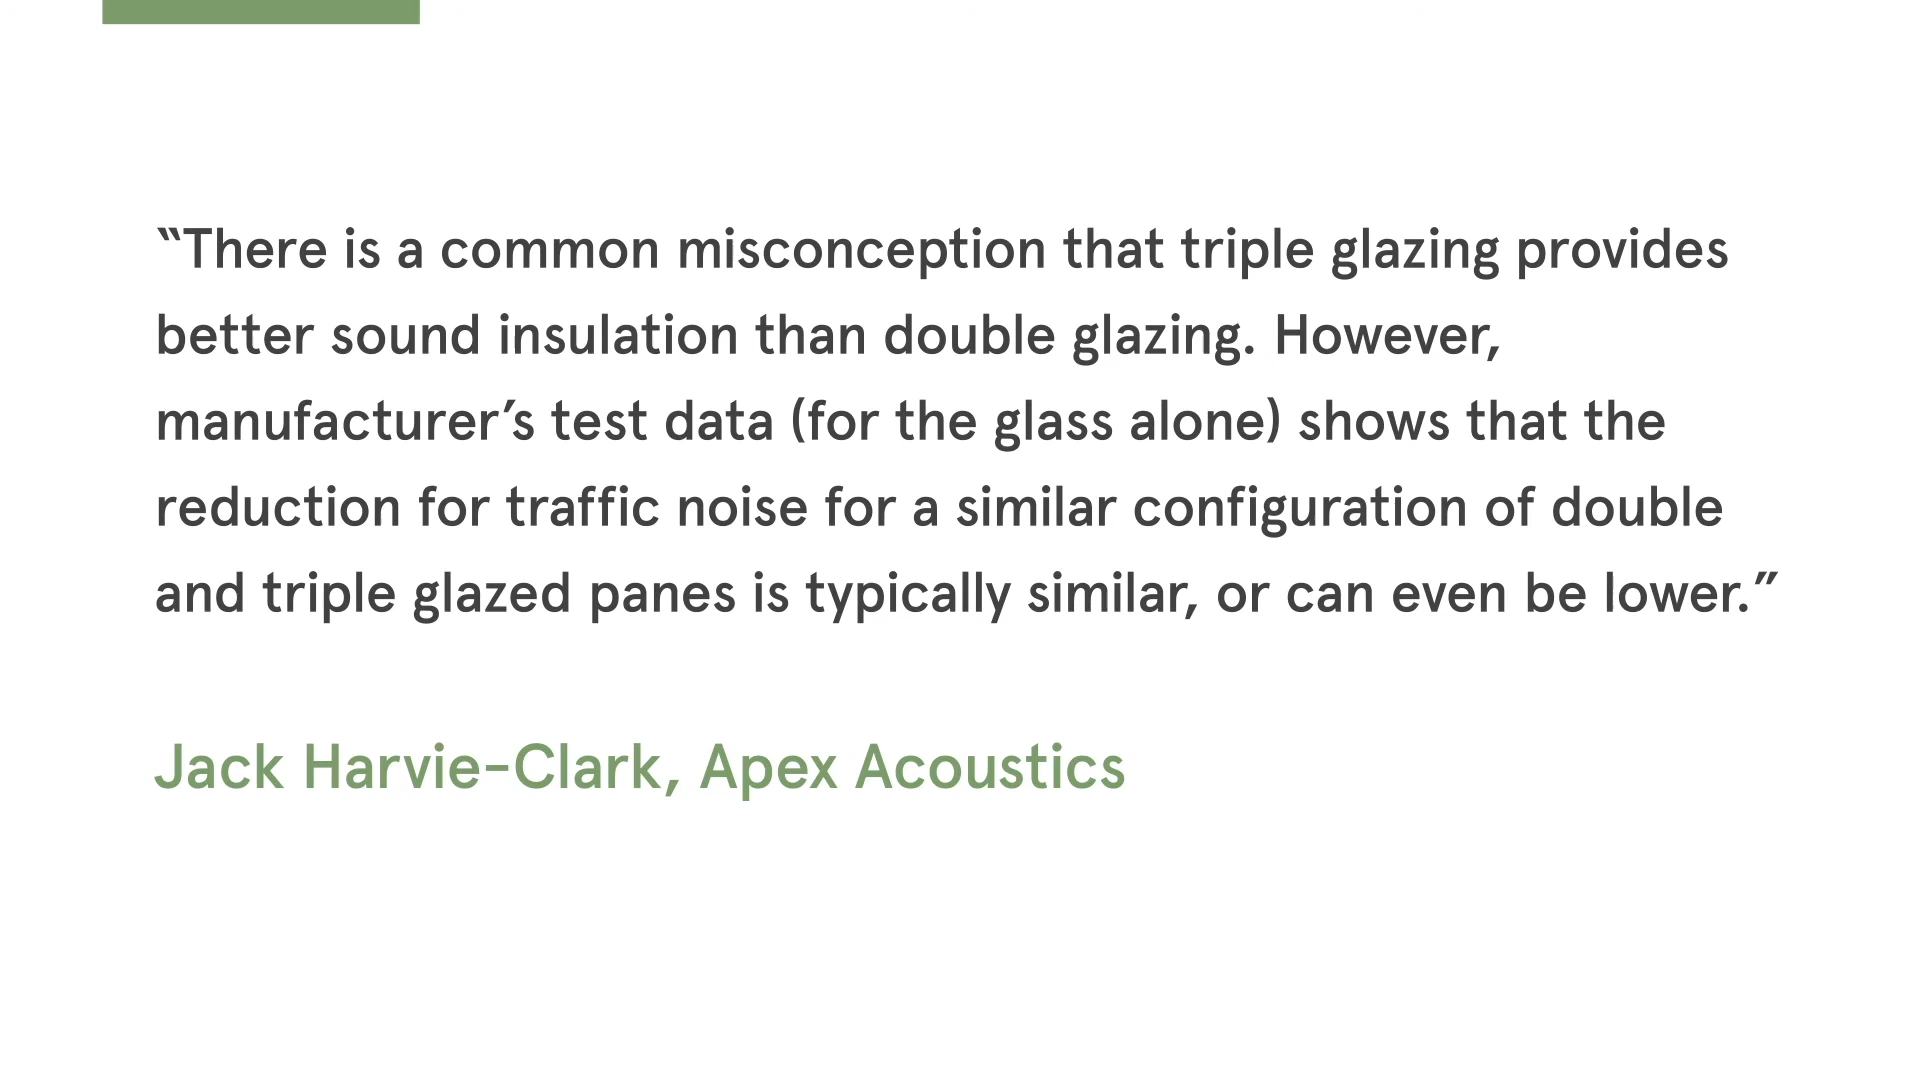 “There is a common misconception that triple glazing provides
better sound insulation than double glazing. However,
manufacturer’s test data (for the glass alone) shows that the
reduction for traffic noise for a similar configuration of double
and triple glazed panes is typically similar, or can even be lower.”
Jack Harvie-Clark, Apex Acoustics